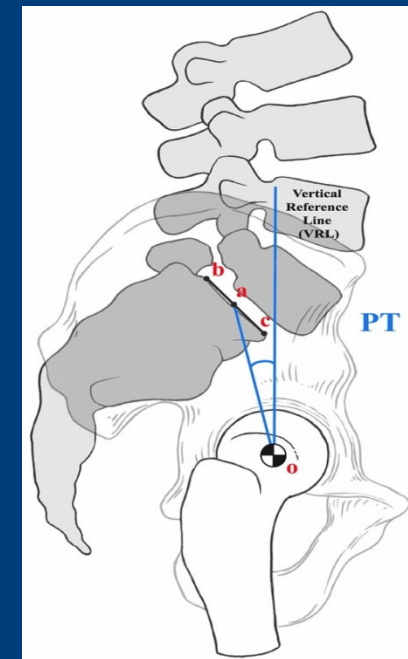 Vertical
Reference
Line
(VRL)
b
a
c
PT
o